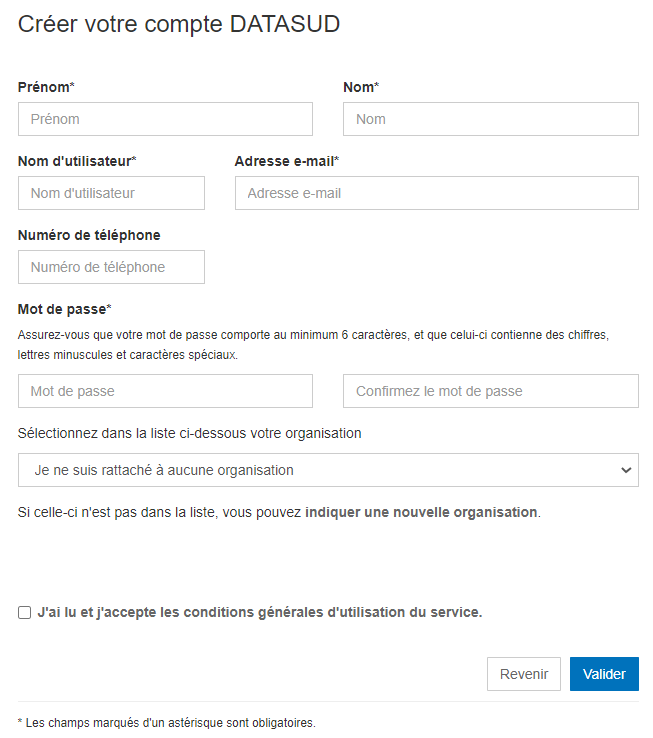 Créer votre compte DATASUD
Prénom* Nom*
Prénom Nom
Nom d'utilisateur* Adresse e-mail*
Nom d'utilisateur Adresse e-mail
Numéro de téléphone
Numéro de téléphone
Mot de passe*
Assurez-vous que votre mot de passe comporte au minimum 6 caractères, et que celui-ci contienne des chiffres,
lettres minuscules et caractères spéciaux.
Mot de passe Confirmez le mot de passe
Sélectionnez dans la liste ci-dessous votre organisation
Je ne suis rattaché à aucune organisation
Si celle-ci n'est pas dans la liste, vous pouvez indiquer une nouvelle organisation.
J'ai lu et j'accepte les conditions générales d'utilisation du service.
Revenir Valider
* Les champs marqués d'un astérisque sont obligatoires.